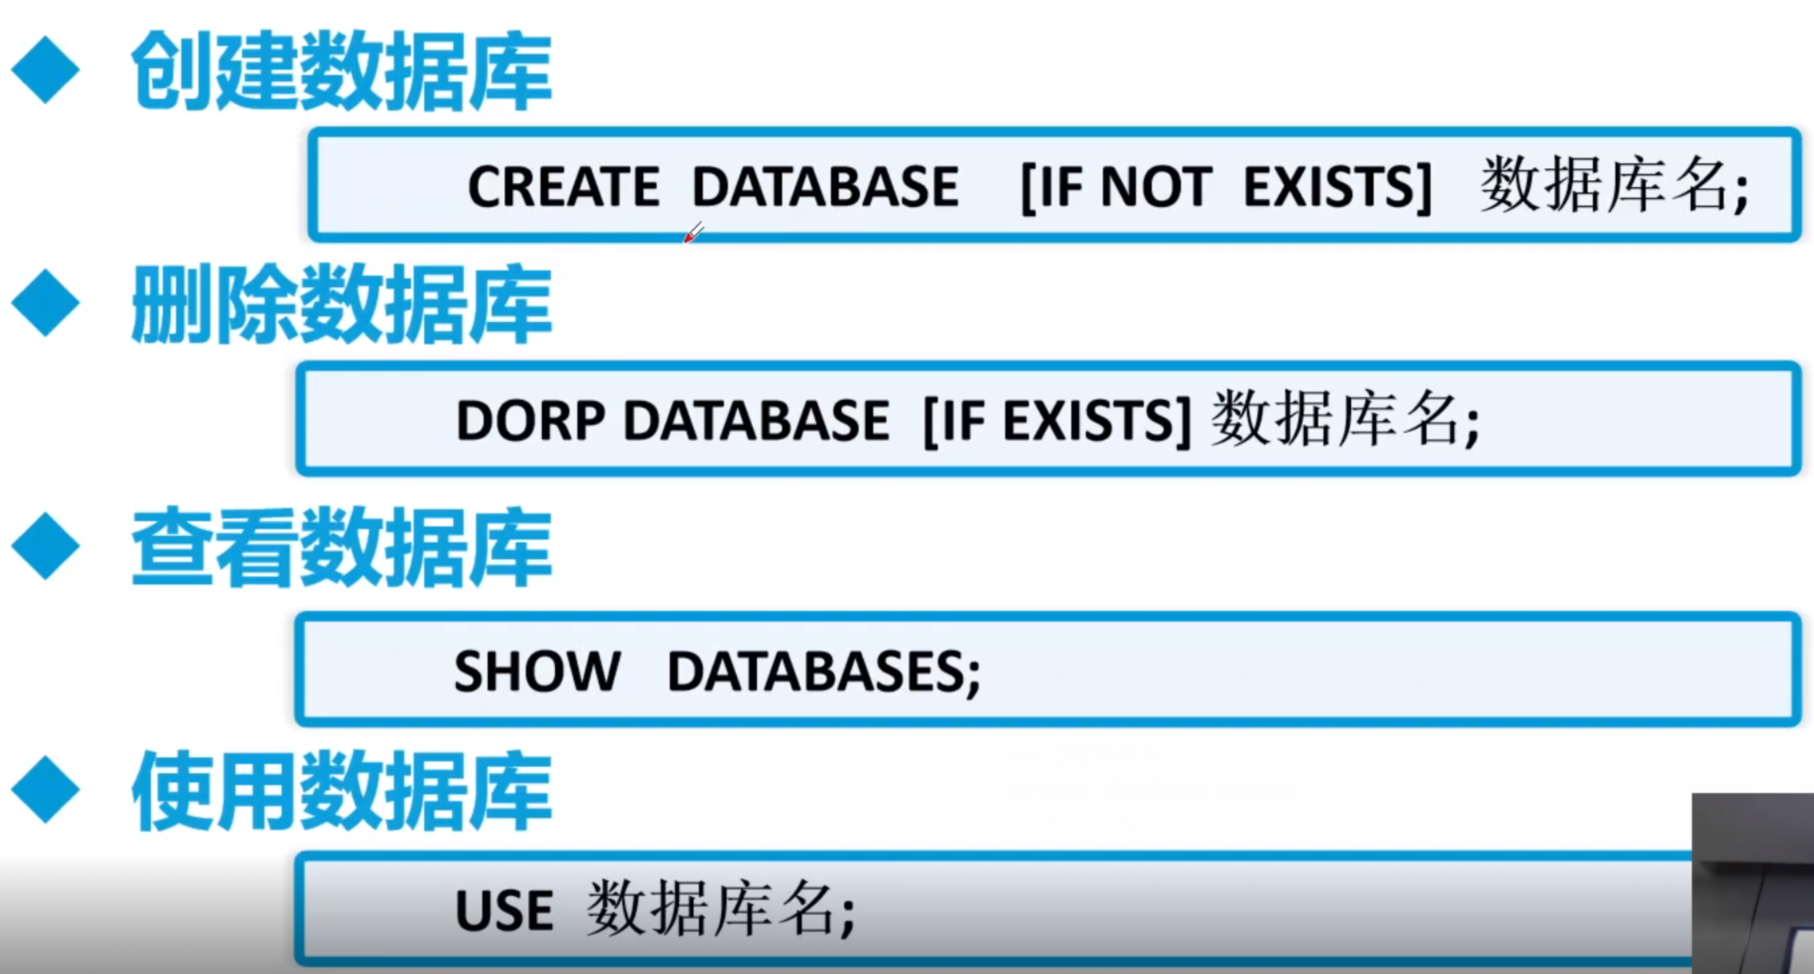 创建数据库
CREATE DATABASE [IF NOT EXISTS] 数据库名;
删除数据库
DORP DATABASE [IF EXISTS] 数据库名;
查看数据库
SHOW DATABASES;
使用数据库
USE 数据库名;